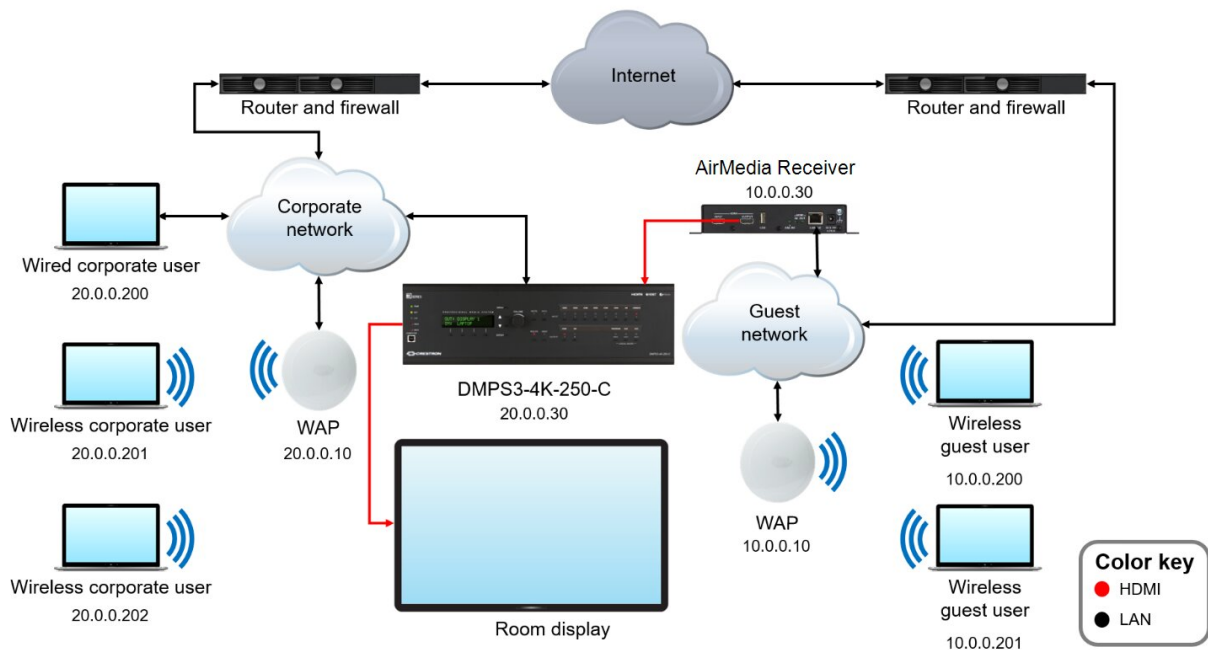 Internet
Router and firewall
Router and firewall
AirMedia Receiver
10.0.0.30
Corporate
network
Wired corporate user
20.0.0.200
Guest
network
CRESTRON
DMPS3-4K-250-C
20.0.0.30
Wireless corporate user
20.0.0.201
WAP
20.0.0.10
Wireless
guest user
10.0.0.200
WAP
10.0.0.10
Wireless corporate user
20.0.0.202
Room display
Wireless
guest user
10.0.0.201
Color key
HDMI
LAN